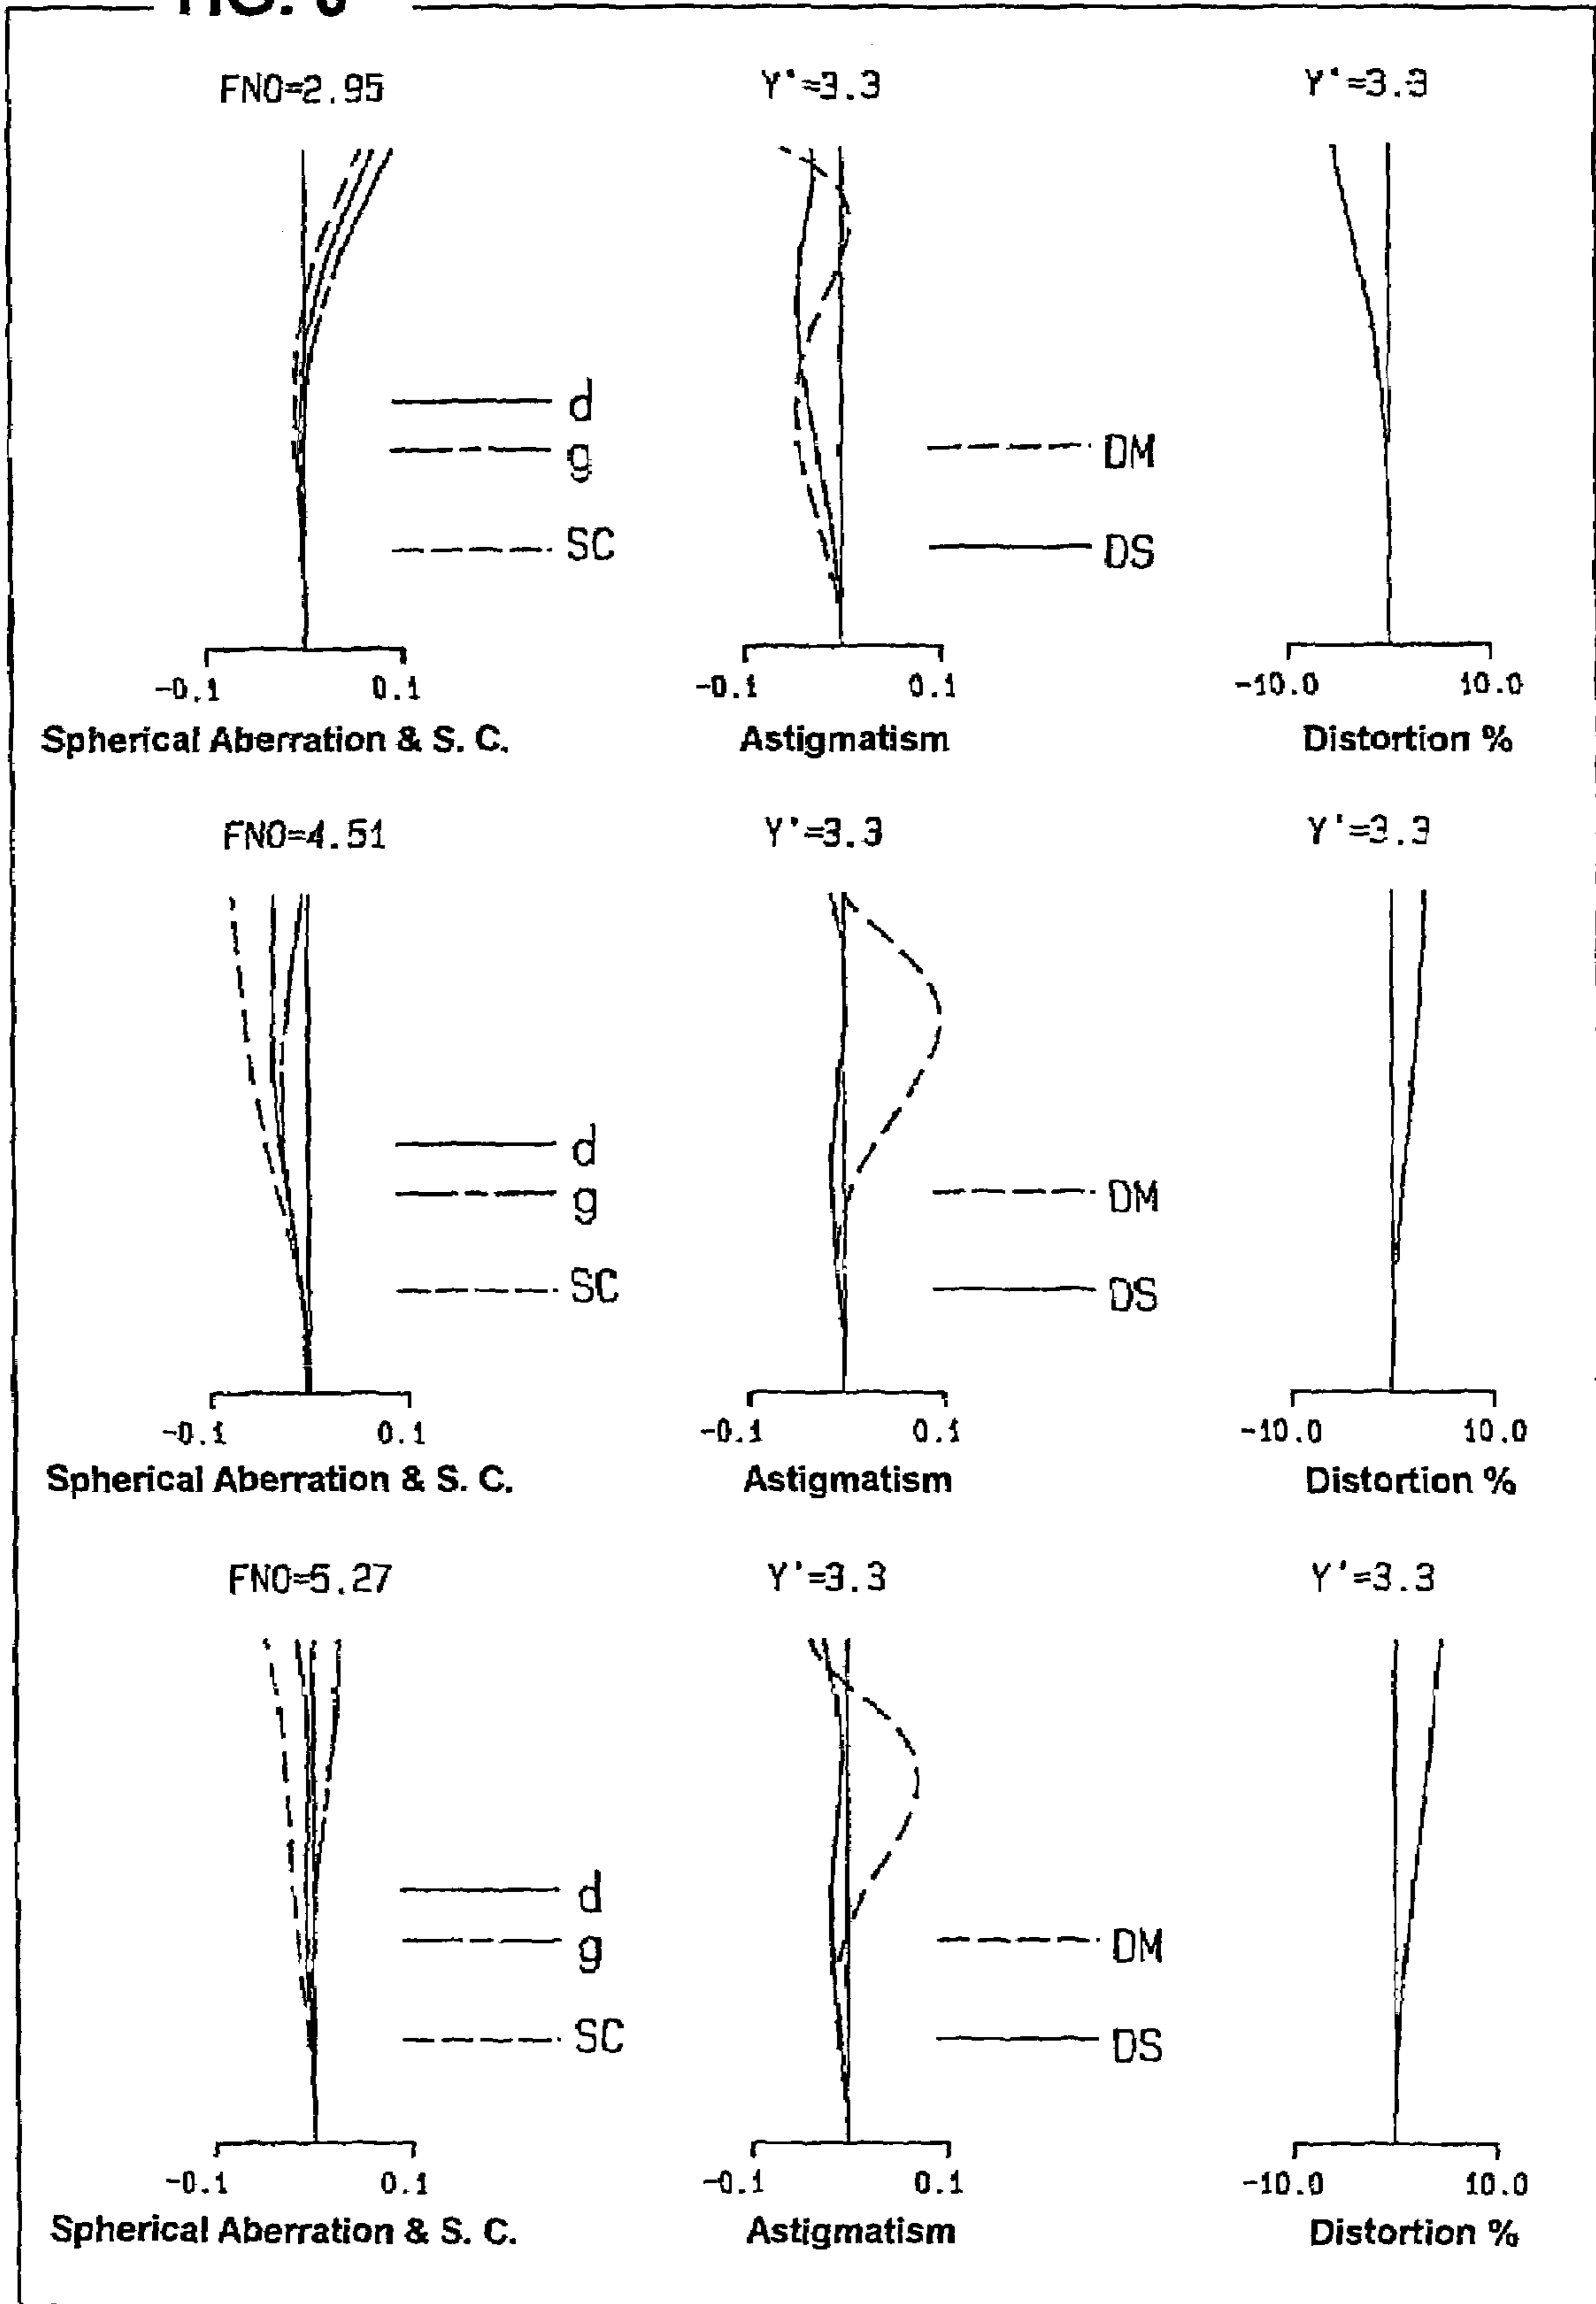 FNO=2.95 Y'=3.3 Y'=3.3
d
g DM
SC DS
-0.1 0.1 -0.1 0.1 -10.0 10.0
Spherical Aberration & S. C. Astigmatism Distortion %
FNO=4.51 Y'=3.3 Y'=3.3
d
g DM
SC DS
-0.1 0.1 -0.1 0.1 -10.0 10.0
Spherical Aberration & S. C. Astigmatism Distortion %
FNO=5.27 Y'=3.3 Y'=3.3
d
g DM
SC DS
-0.1 0.1 -0.1 0.1 -10.0 10.0
Spherical Aberration & S. C. Astigmatism Distortion %